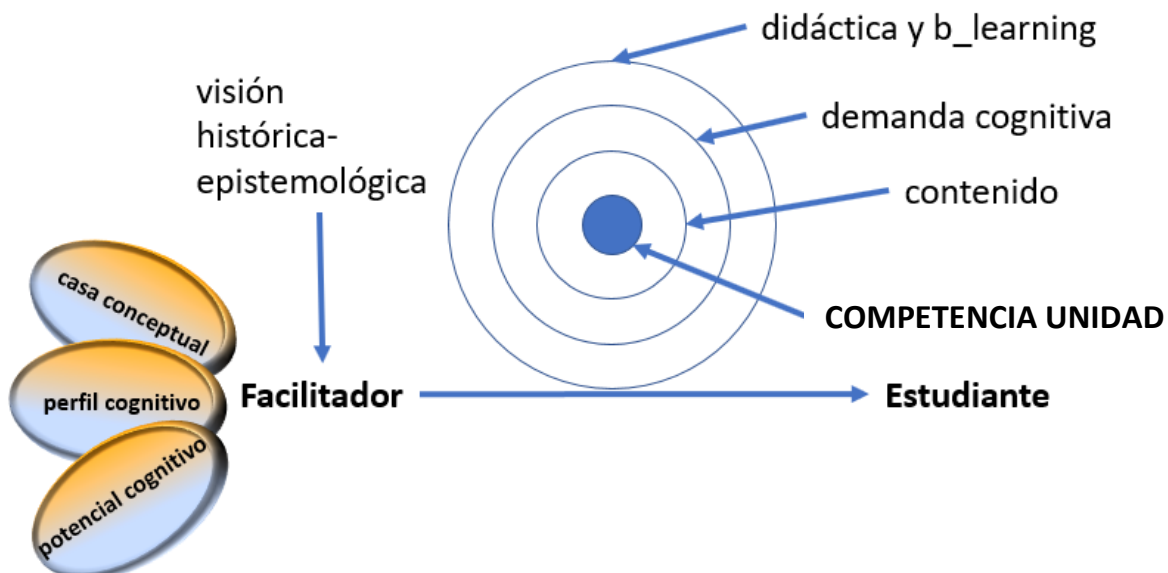 didáctica y b_learning
visión
histórica-
epistemológica
demanda cognitiva
contenido
casa conceptual
COMPETENCIA UNIDAD
perfil cognitivo
Facilitador
Estudiante
potencial cognitivo